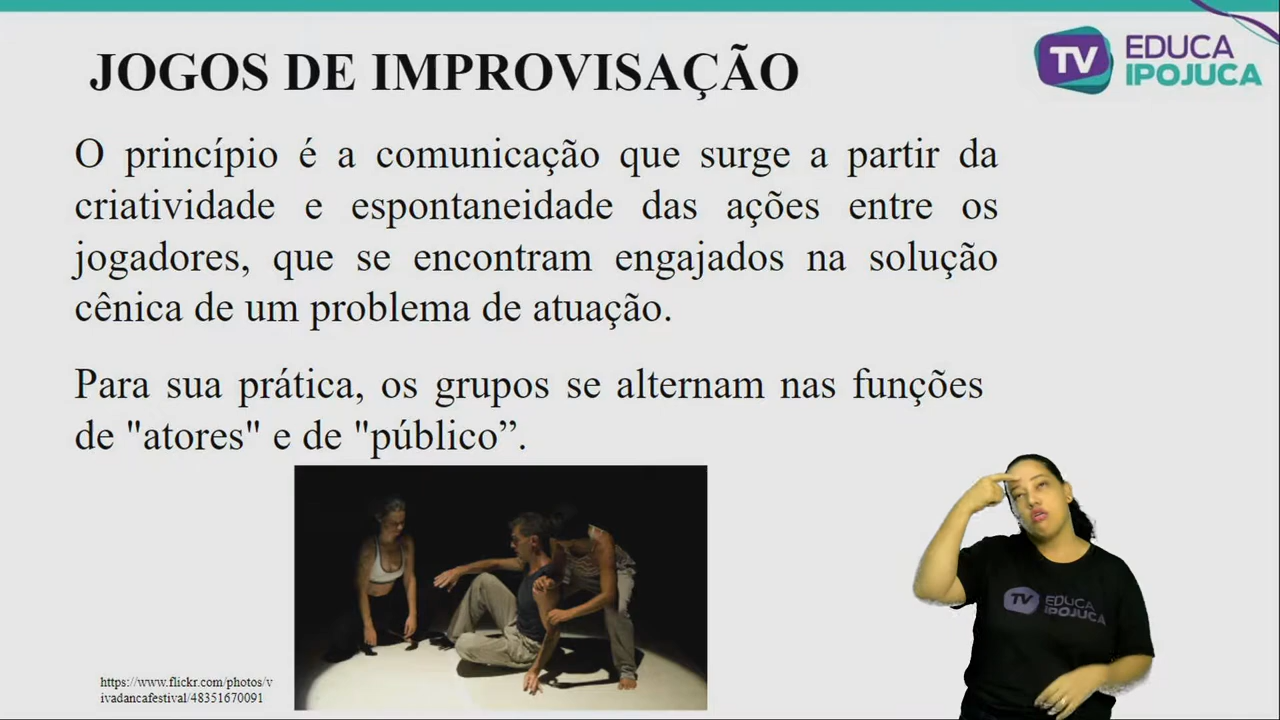 JOGOS DE IMPROVISAÇÃO
TV EDUCA
IPOJUCA
O princípio é a comunicação que surge a partir da
criatividade e espontaneidade das ações entre os
jogadores, que se encontram engajados na solução
cênica de um problema de atuação.
Para sua prática, os grupos se alternam nas funções
de "atores" e de "público”.
https://www.flickr.com/photos/v
ivadancafestival/48351670091
TV EDUCA
IPOJUCA